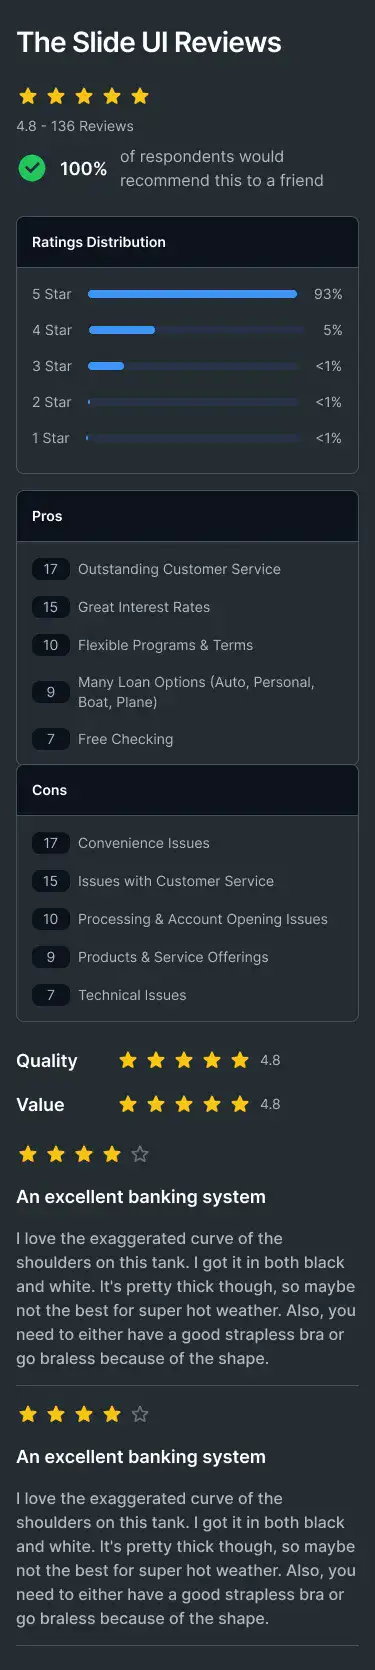 The Slide UI Reviews
4.8 - 136 Reviews
100% of respondents would
recommend this to a friend
Ratings Distribution
5 Star 93%
4 Star 5%
3 Star <1%
2 Star <1%
1 Star <1%
Pros
17 Outstanding Customer Service
15 Great Interest Rates
10 Flexible Programs & Terms
9 Many Loan Options (Auto, Personal,
Boat, Plane)
7 Free Checking
Cons
17 Convenience Issues
15 Issues with Customer Service
10 Processing & Account Opening Issues
9 Products & Service Offerings
7 Technical Issues
Quality 4.8
Value 4.8
An excellent banking system
I love the exaggerated curve of the
shoulders on this tank. I got it in both black
and white. It's pretty thick though, so maybe
not the best for super hot weather. Also, you
need to either have a good strapless bra or
go braless because of the shape.
An excellent banking system
I love the exaggerated curve of the
shoulders on this tank. I got it in both black
and white. It's pretty thick though, so maybe
not the best for super hot weather. Also, you
need to either have a good strapless bra or
go braless because of the shape.